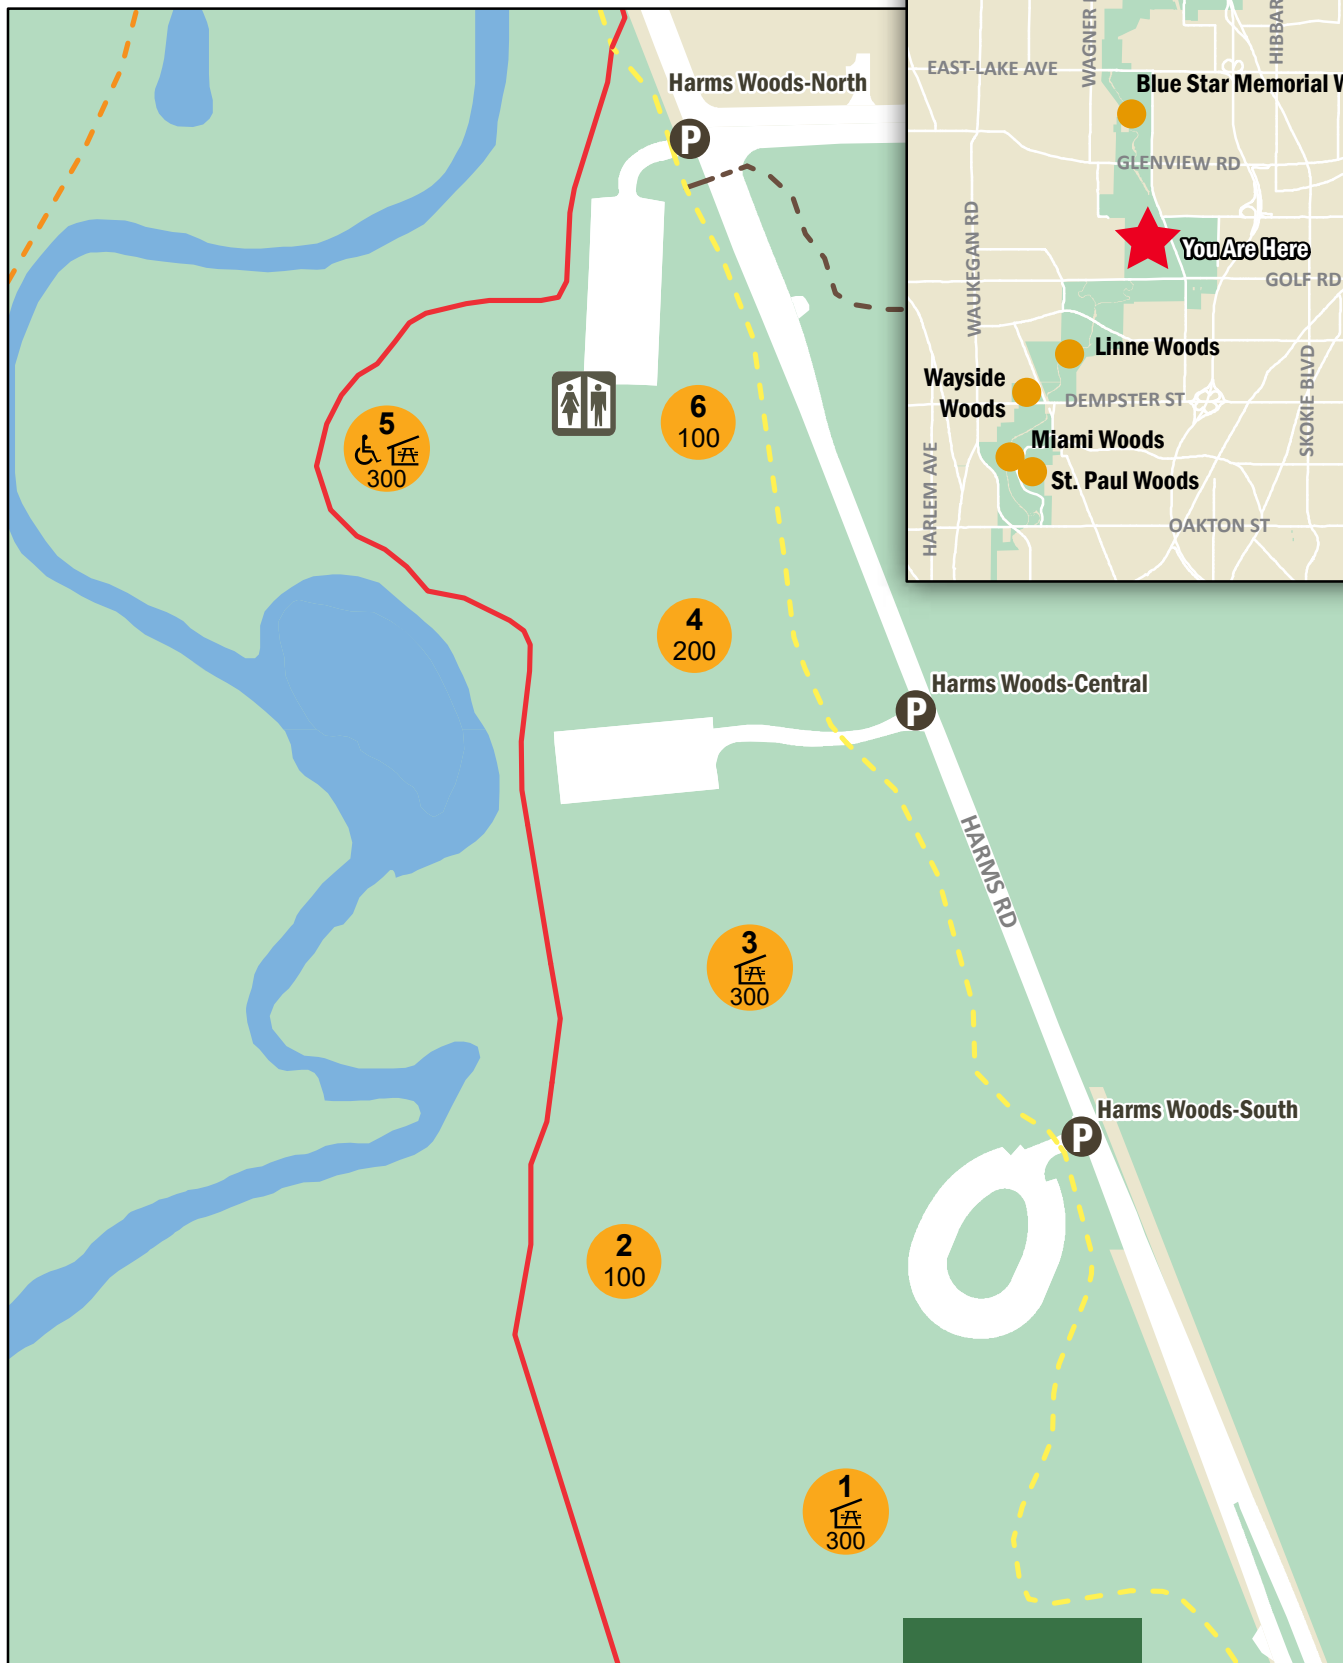 Harms Woods-North
P
5
300
6
100
4
200
Harms Woods-Central
P
HARMS RD
3
300
Harms Woods-South
P
2
100
1
300
WAGNER
HIBBAR
EAST-LAKE AVE
Blue Star Memorial W
GLENVIEW RD
WAUKEGAN RD
You Are Here
GOLF RD
Linne Woods
Wayside
Woods
DEMPSTER ST
SKOKIE BLVD
Miami Woods
HARLEM AVE
St. Paul Woods
OAKTON ST